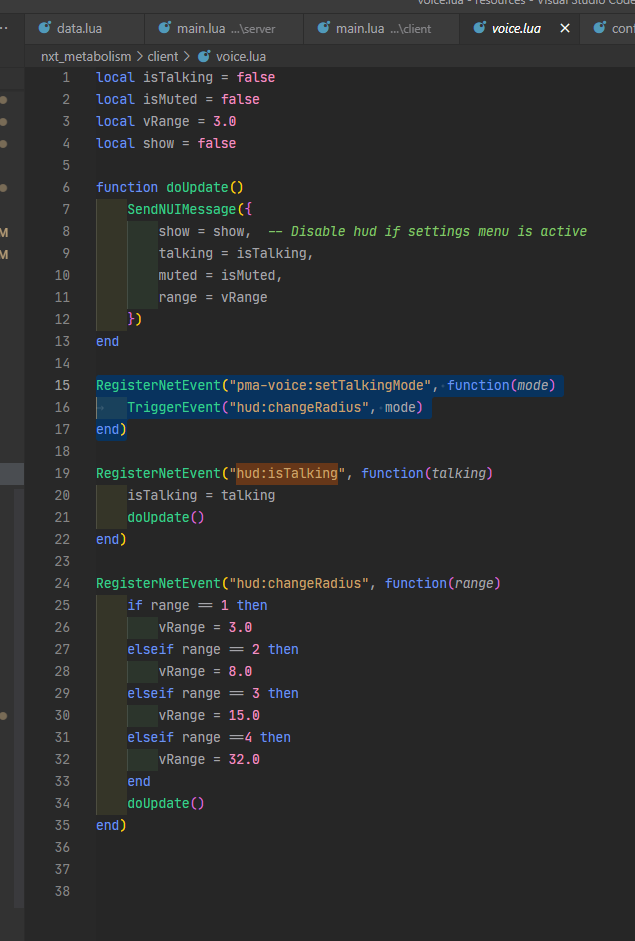 voice.lua - resources - Visual Studio Code
data.lua main.lua ...\server main.lua ...\client voice.lua
nxt_metabolism > client > voice.lua
1 local isTalking = false
2 local isMuted = false
3 local vRange = 3.0
4 local show = false
5
6 function doUpdate()
7 SendNUIMessage({
8 show = show,  -- Disable hud if settings menu is active
9 talking = isTalking,
10 muted = isMuted,
11 range = vRange
12 })
13 end
14
15 RegisterNetEvent("pma-voice:setTalkingMode", function(mode)
16 TriggerEvent("hud:changeRadius", mode)
17 end)
18
19 RegisterNetEvent("hud:isTalking", function(talking)
20 isTalking = talking
21 doUpdate()
22 end)
23
24 RegisterNetEvent("hud:changeRadius", function(range)
25 if range == 1 then
26 vRange = 3.0
27 elseif range == 2 then
28 vRange = 8.0
29 elseif range == 3 then
30 vRange = 15.0
31 elseif range ==4 then
32 vRange = 32.0
33 end
34 doUpdate()
35 end)
36
37
38
M
M